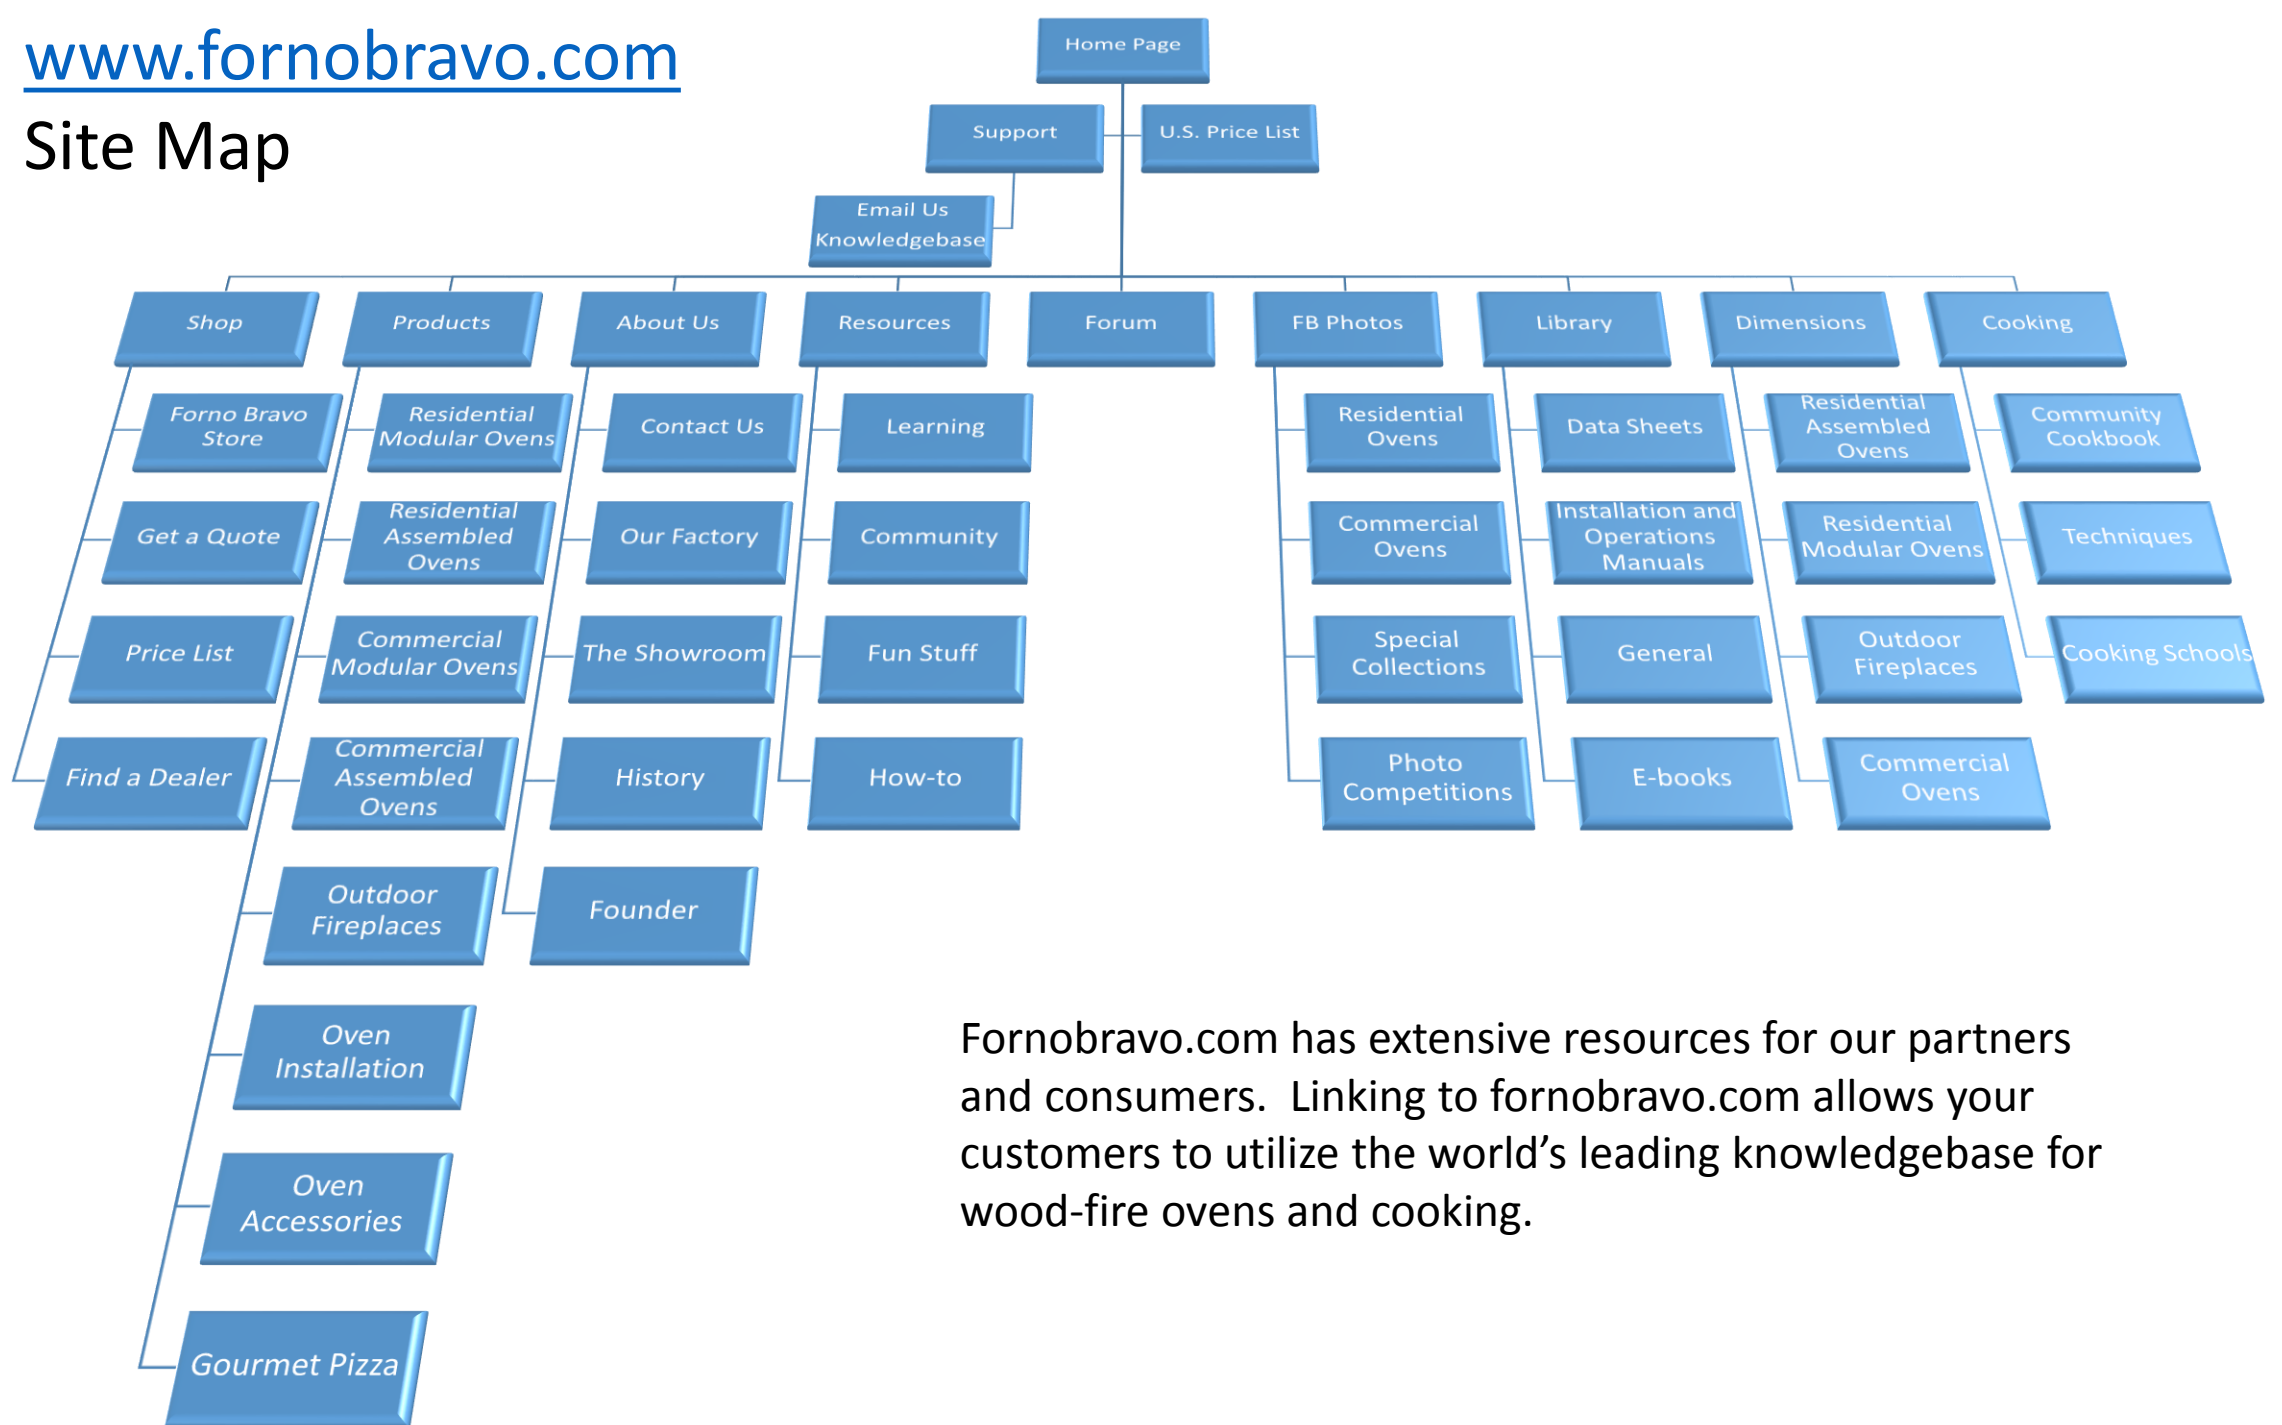 www.fornobravo.com
Site Map
Home Page
Support
U.S. Price List
Email Us
Knowledgebase
Shop
Products
About Us
Resources
Forum
FB Photos
Library
Dimensions
Cooking
Forno Bravo
Store
Get a Quote
Price List
Find a Dealer
Residential
Modular Ovens
Residential
Assembled
Ovens
Commercial
Modular Ovens
Commercial
Assembled
Ovens
Outdoor
Fireplaces
Oven
Installation
Oven
Accessories
Gourmet Pizza
Contact Us
Our Factory
The Showroom
History
Founder
Learning
Community
Fun Stuff
How-to
Residential
Ovens
Commercial
Ovens
Special
Collections
Photo
Competitions
Data Sheets
Installation and
Operations
Manuals
General
E-books
Residential
Assembled
Ovens
Residential
Modular Ovens
Outdoor
Fireplaces
Commercial
Ovens
Community
Cookbook
Techniques
Cooking Schools
Fornobravo.com has extensive resources for our partners
and consumers.  Linking to fornobravo.com allows your
customers to utilize the world’s leading knowledgebase for
wood-fire ovens and cooking.